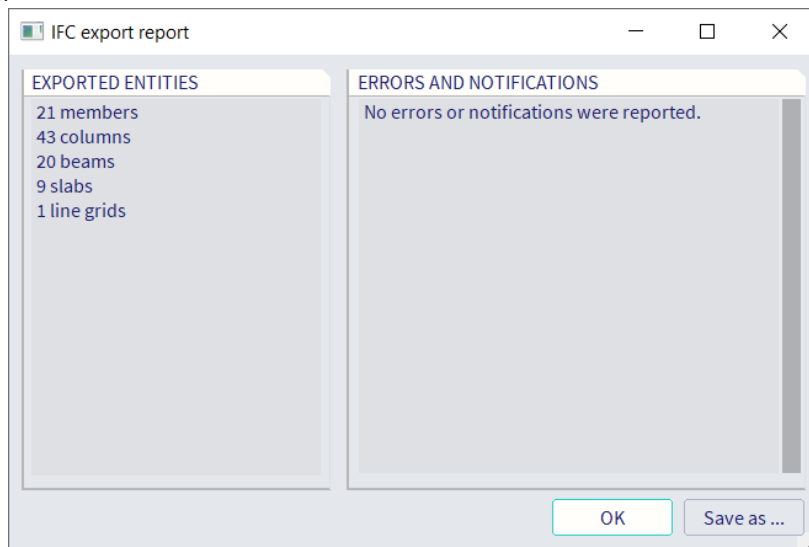 IFC export report
EXPORTED ENTITIES
21 members
43 columns
20 beams
9 slabs
1 line grids
ERRORS AND NOTIFICATIONS
No errors or notifications were reported.
OK
Save as ...